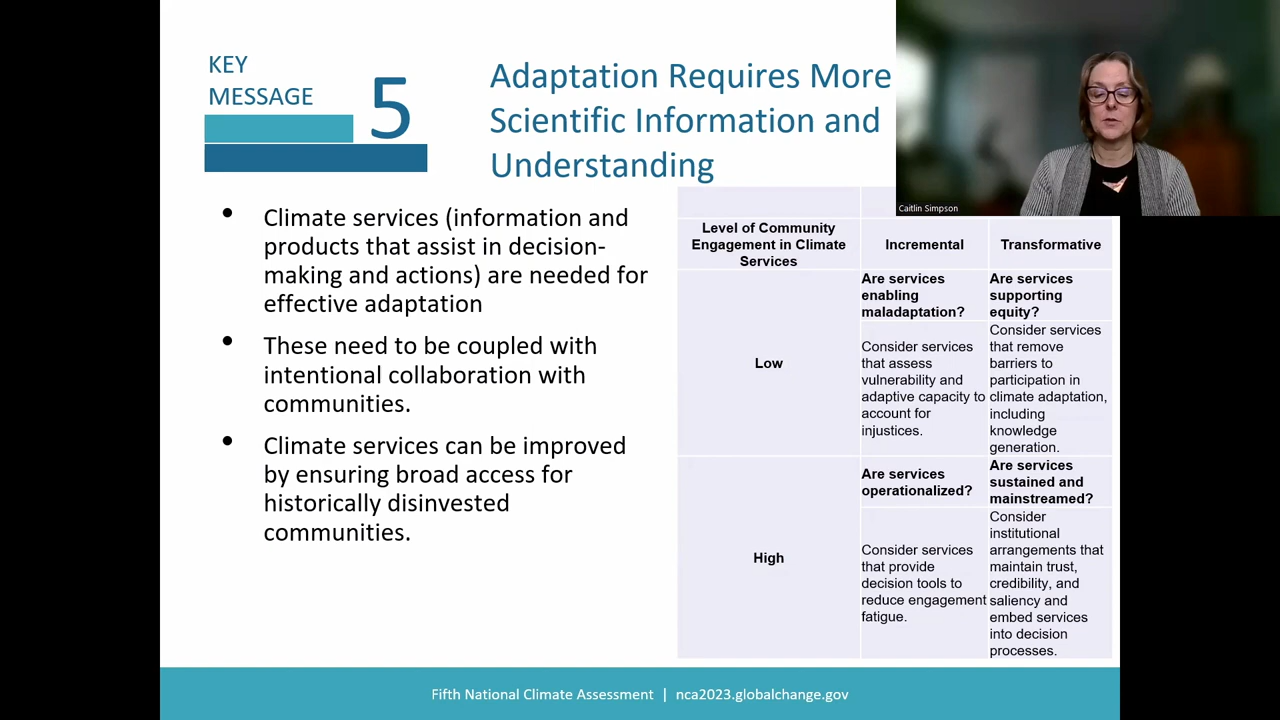 KEY
MESSAGE
5
Adaptation Requires More
Scientific Information and
Understanding
Caitlin Simpson
Climate services (information and
products that assist in decision-
making and actions) are needed for
effective adaptation
These need to be coupled with
intentional collaboration with
communities.
Climate services can be improved
by ensuring broad access for
historically disinvested
communities.
Level of Community
Engagement in Climate
Services
Incremental
Transformative
Low
Are services
enabling
maladaptation?
Are services
supporting
equity?
Consider services
that assess
vulnerability and
adaptive capacity to
account for
injustices.
Consider services
that remove
barriers to
participation in
climate adaptation,
including
knowledge
generation.
High
Are services
operationalized?
Are services
sustained and
mainstreamed?
Consider services
that provide
decision tools to
reduce engagement
fatigue.
Consider
institutional
arrangements that
maintain trust,
credibility, and
saliency and
embed services
into decision
processes.
Fifth National Climate Assessment | nca2023.globalchange.gov